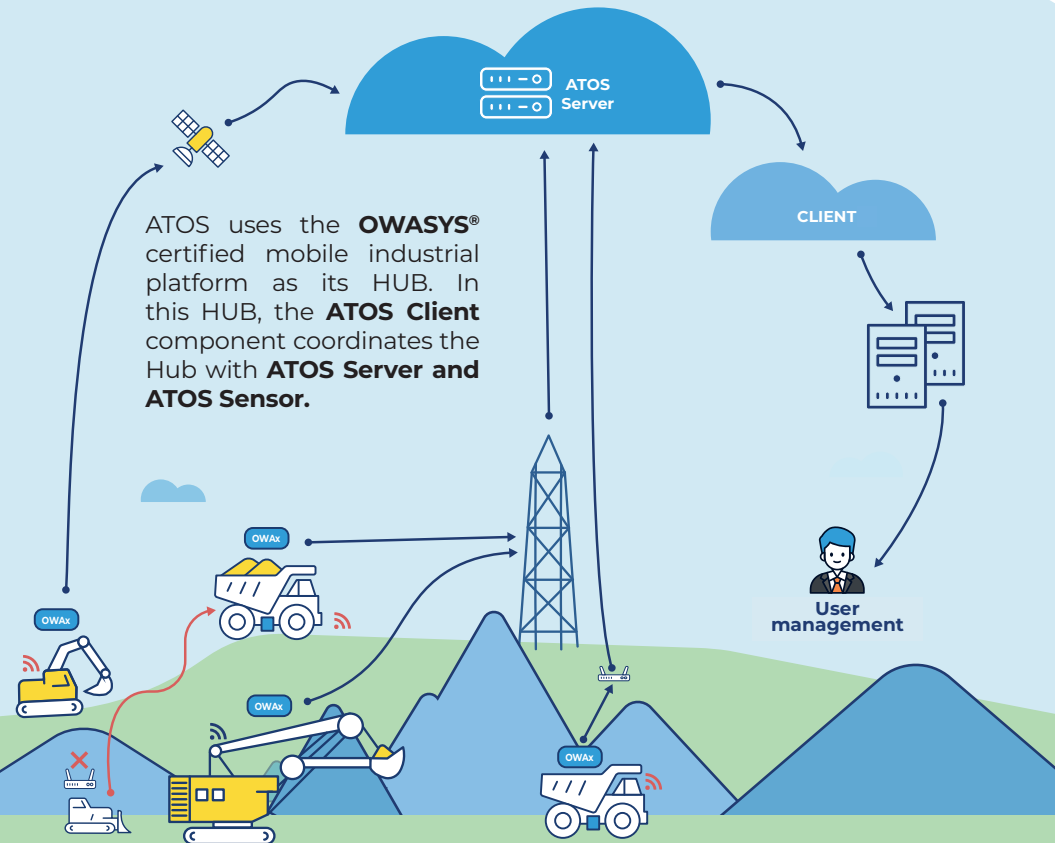 ATOS
Server
CLIENT
ATOS uses the OWASYS®
certified mobile industrial
platform as its HUB. In
this HUB, the ATOS Client
component coordinates the
Hub with ATOS Server and
ATOS Sensor.
OWAx
OWAx
User
management
OWAx
OWAx